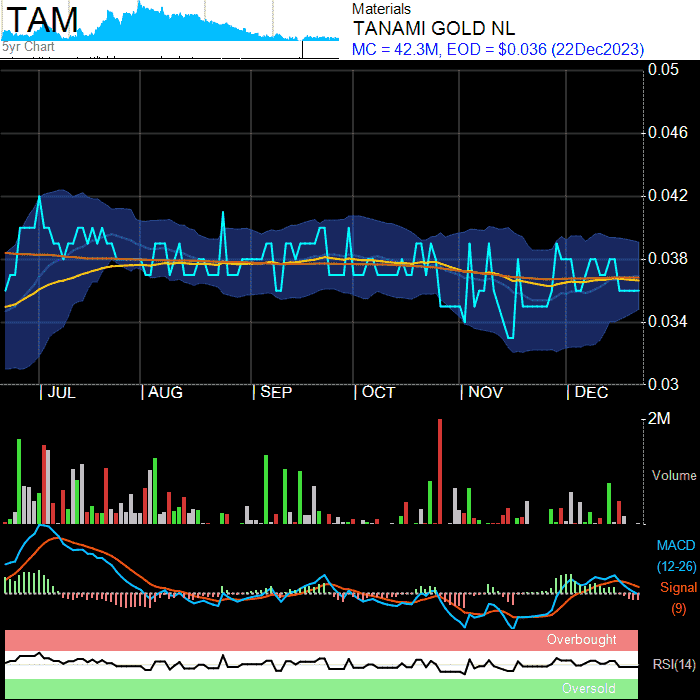 TAM
5yr Chart
Materials
TANAMI GOLD NL
MC = 42.3M, EOD = $0.036 (22Dec2023)
0.05
0.046
0.042
0.038
0.034
0.03
JUL AUG SEP OCT NOV DEC
2M
Volume
MACD
(12-26)
Signal
(9)
Overbought
RSI(14)
Oversold